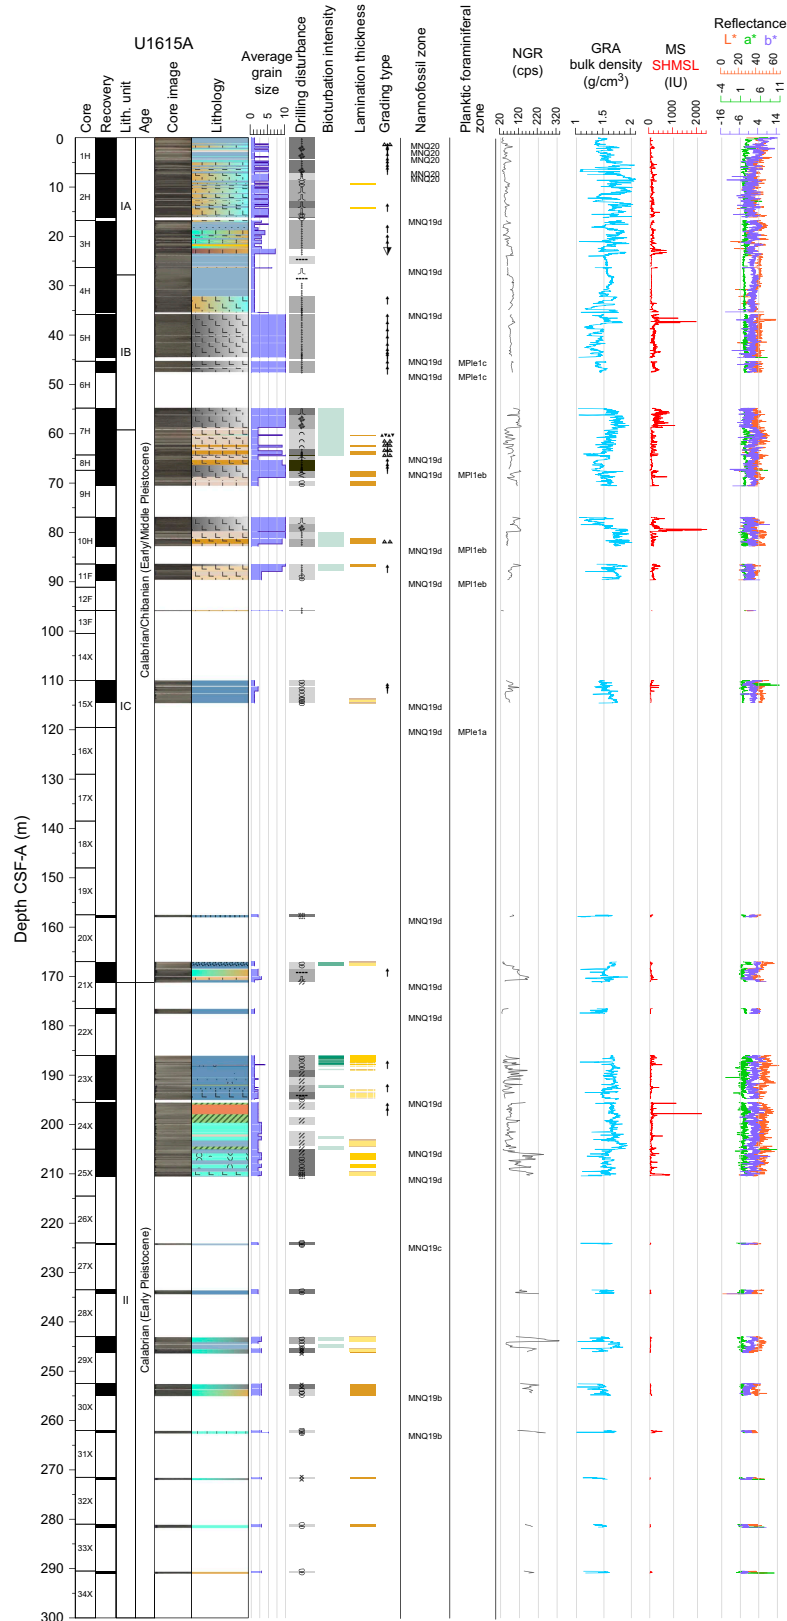 U1615A
Core
Recovery
Lith. unit
Age
Core image
Lithology
Average
grain
size
0 5 10
Drilling disturbance
Bioturbation intensity
Lamination thickness
Grading type
Nannofossil zone
Planktic foraminiferal
zone
NGR
(cps)
20 120 220 320
GRA
bulk density
(g/cm³)
1 1.5 2
MS
SHMSL
(IU)
0 1000 2000
Reflectance
L* a* b*
0 20 40 60
-4 1 6 11
-16 -6 4 14
Depth CSF-A (m)
0
10
20
30
40
50
60
70
80
90
100
110
120
130
140
150
160
170
180
190
200
210
220
230
240
250
260
270
280
290
300
1H
2H
3H
4H
5H
6H
7H
8H
9H
10H
11F
12F
13F
14X
15X
16X
17X
18X
19X
20X
21X
22X
23X
24X
25X
26X
27X
28X
29X
30X
31X
32X
33X
34X
IA
IB
IC
II
Calabrian/Chibanian (Early/Middle Pleistocene)
Calabrian (Early Pleistocene)
MNQ20
MNQ20
MNQ20
MNQ20
MNQ20
MNQ19d
MNQ19d
MNQ19d
MNQ19d MPle1c
MNQ19d MPle1c
MNQ19d
MNQ19d MPl1eb
MNQ19d MPl1eb
MNQ19d MPl1eb
MNQ19d
MNQ19d MPle1a
MNQ19d
MNQ19d
MNQ19d
MNQ19d
MNQ19d
MNQ19d
MNQ19c
MNQ19b
MNQ19b